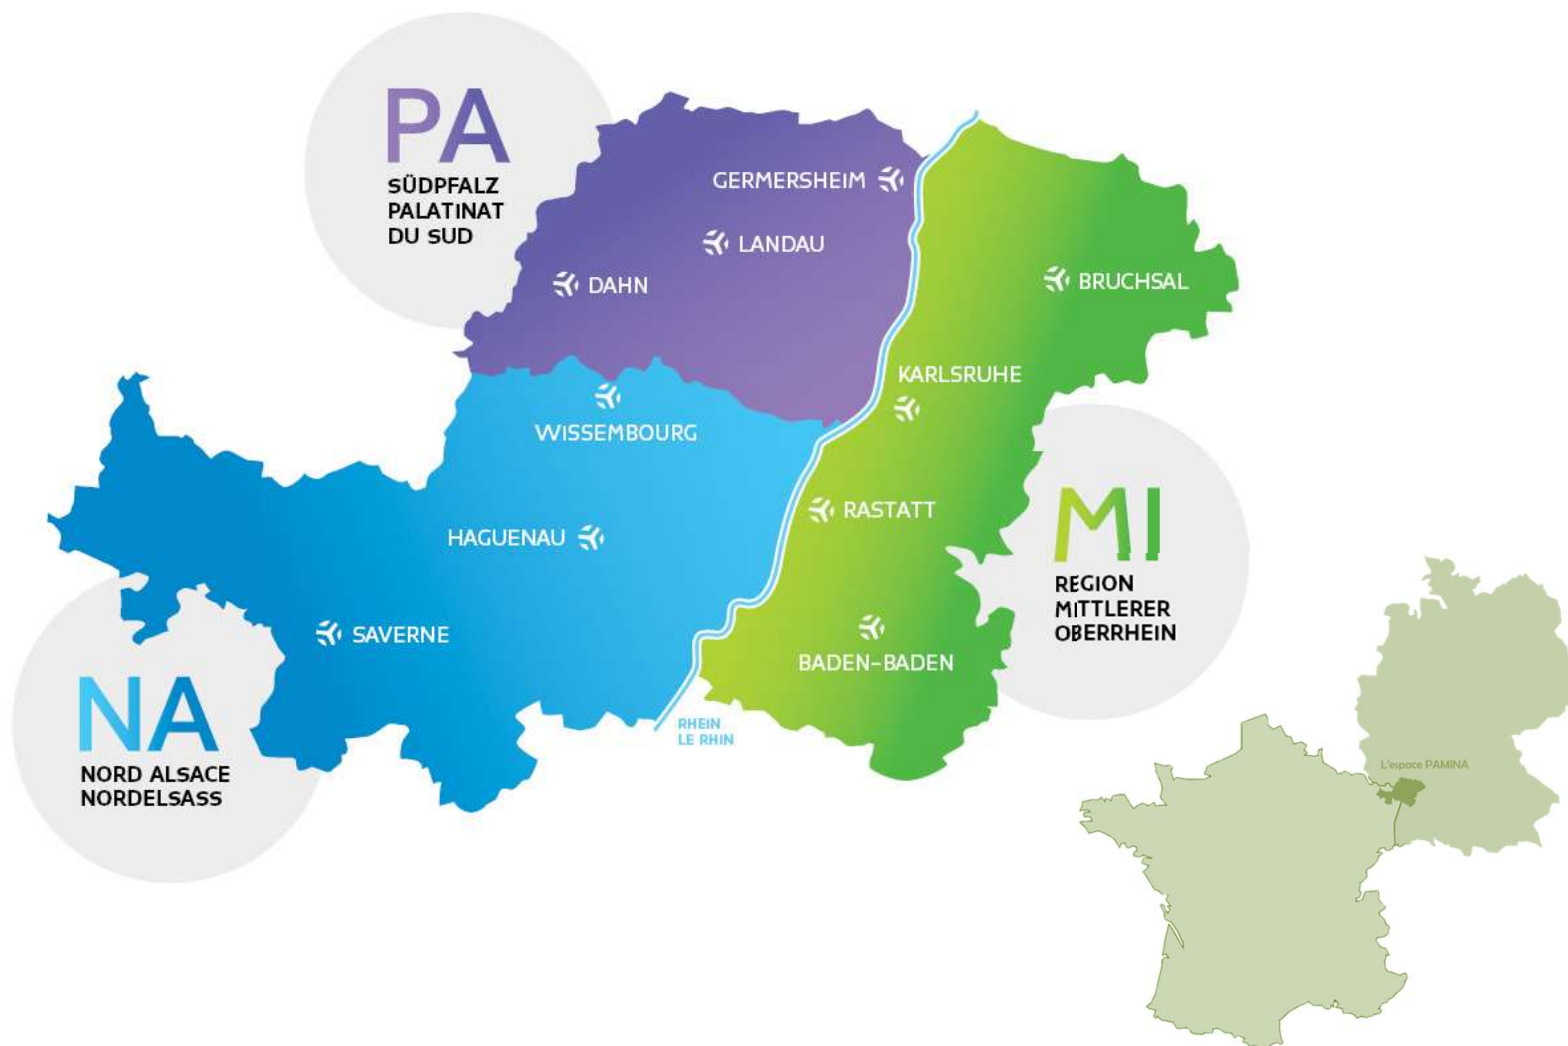 PA
SÜDPFALZ
PALATINAT
DU SUD
GERMERSHEIM
LANDAU
DAHN
BRUCHSAL
KARLSRUHE
WISSEMBOURG
RASTATT
HAGUENAU
SAVERNE
BADEN-BADEN
MI
REGION
MITTLERER
OBERRHEIN
NA
NORD ALSACE
NORDELSASS
RHEIN
LE RHIN
L'espace PAMINA